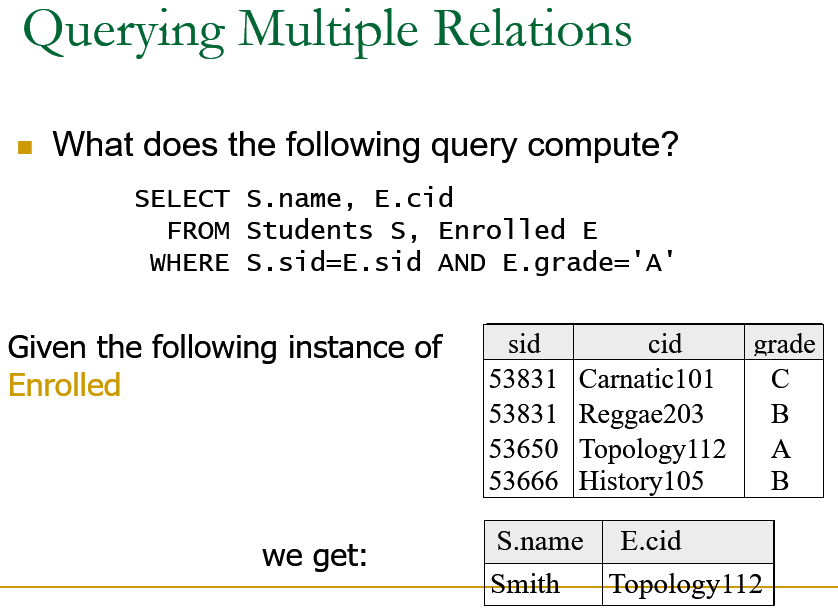 Querying Multiple Relations
What does the following query compute?
SELECT S.name, E.cid
FROM Students S, Enrolled E
WHERE S.sid=E.sid AND E.grade='A'
Given the following instance of
Enrolled
sid cid grade
53831 Carnatic101 C
53831 Reggae203 B
53650 Topology112 A
53666 History105 B
we get:
S.name E.cid
Smith Topology112